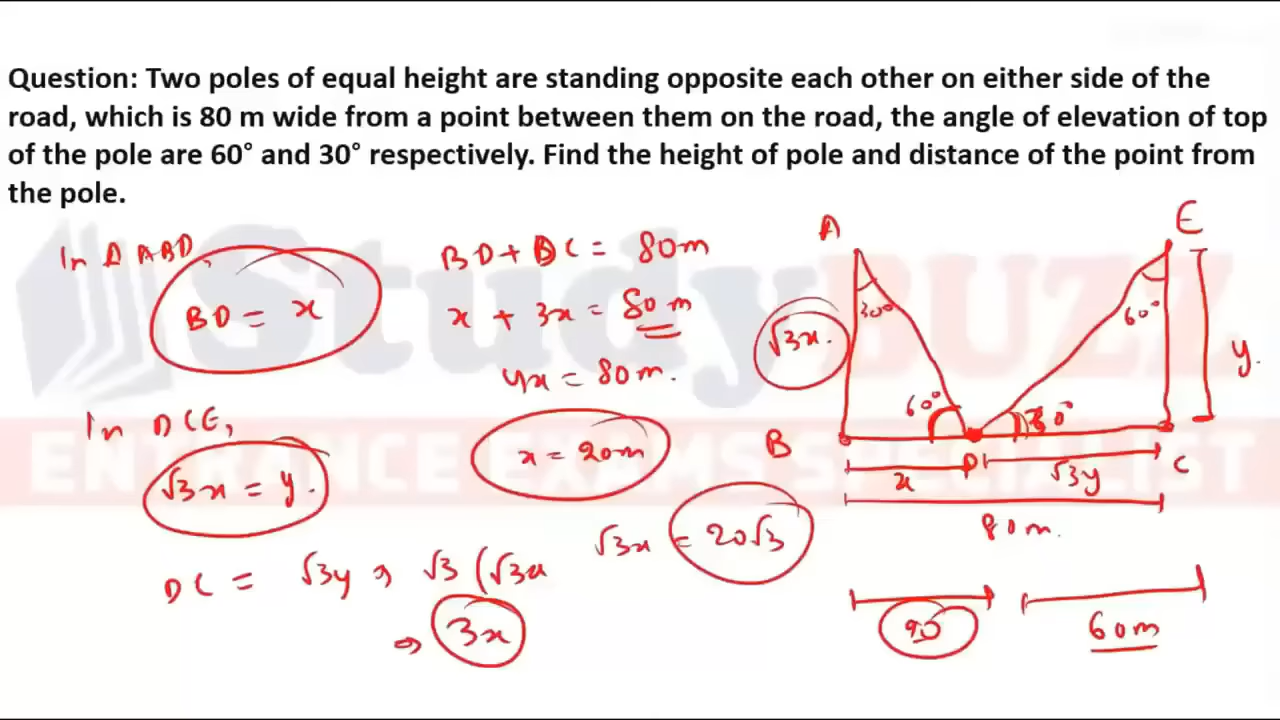 Question: Two poles of equal height are standing opposite each other on either side of the
road, which is 80 m wide from a point between them on the road, the angle of elevation of top
of the pole are 60° and 30° respectively. Find the height of pole and distance of the point from
the pole.
In Δ ABD,
BD = x
In DCE,
√3x = y.
DC = √3y ⇒ √3 (√3x
⇒ 3x
BD + DC = 80m
x + 3x = 80 m
4x = 80m.
x = 20m
√3x = 20√3
A
E
30°
60°
√3x.
y.
60°
30°
B
D
C
x
√3y
80m.
20
60m
StudyBUZZ
ENTRANCE EXAMS SPECIALIST